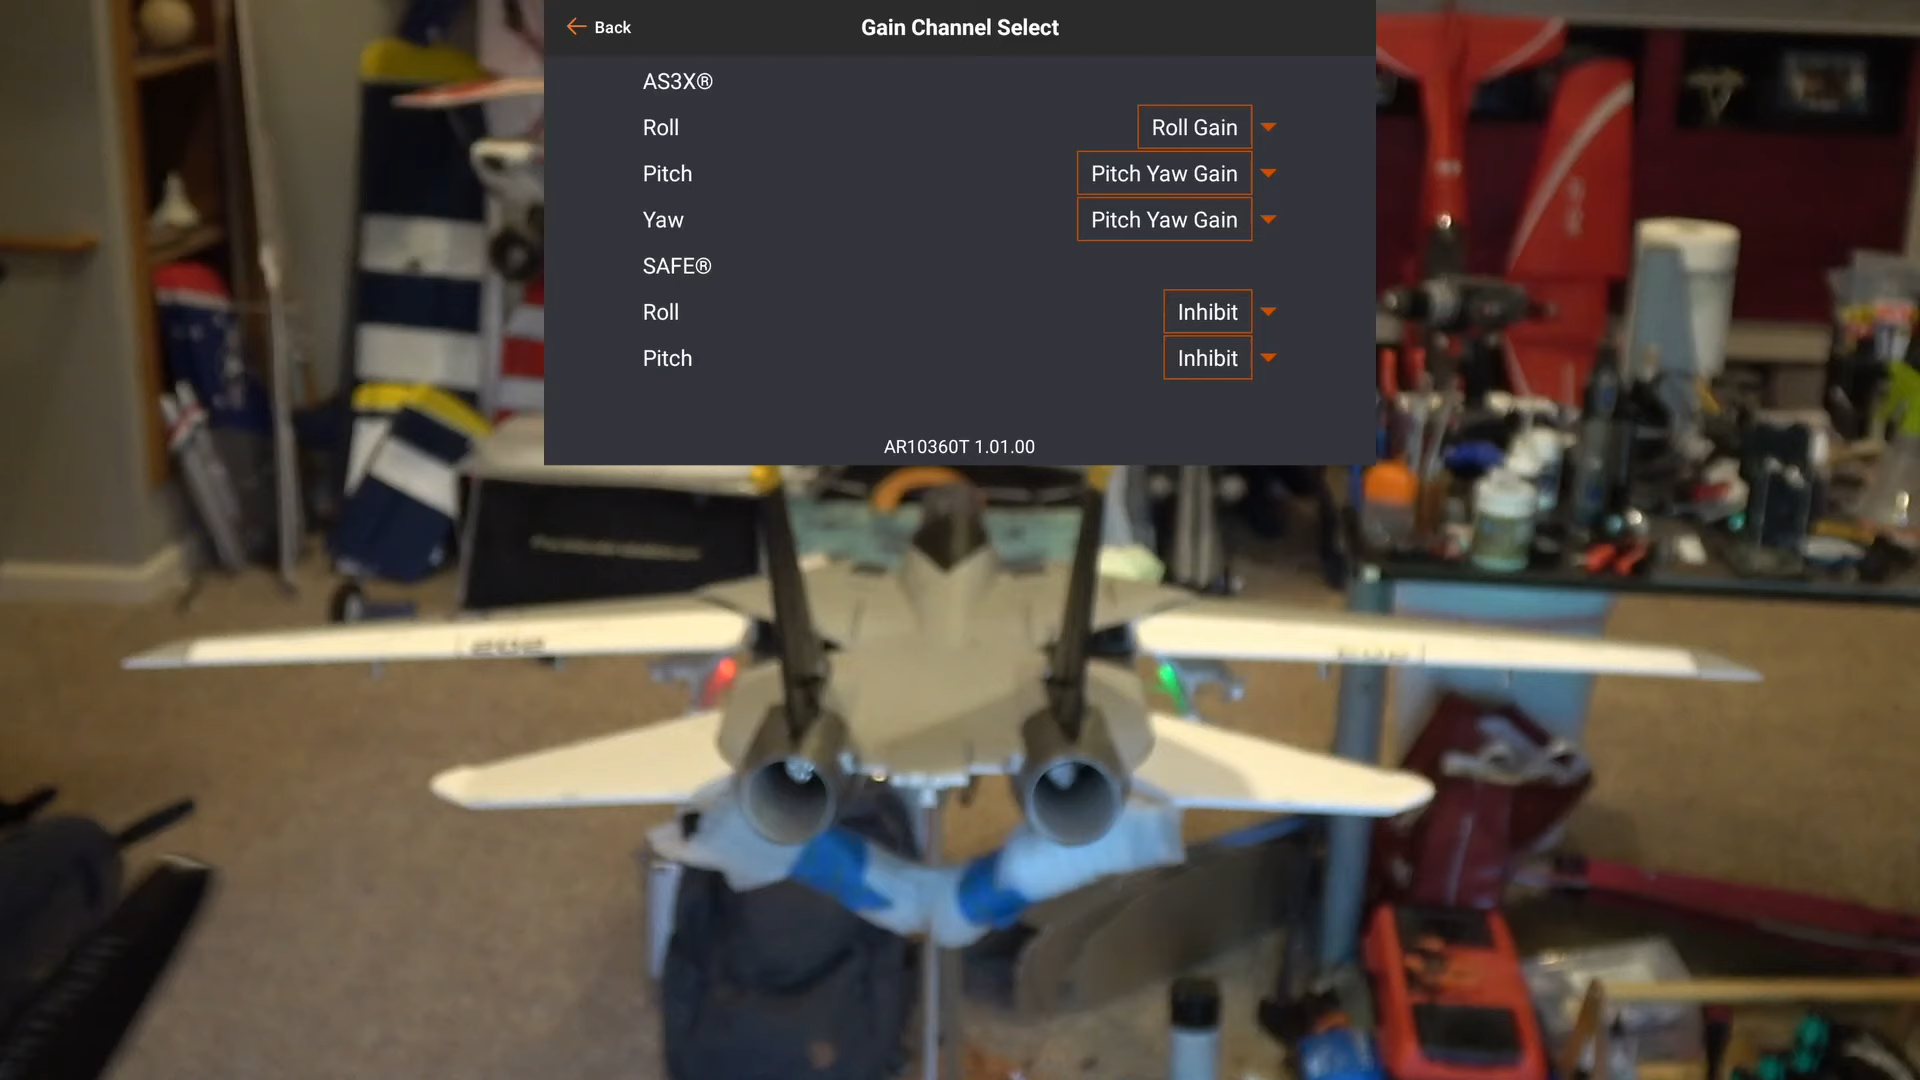 Back
Gain Channel Select
AS3X®
Roll Roll Gain
Pitch Pitch Yaw Gain
Yaw Pitch Yaw Gain
SAFE®
Roll Inhibit
Pitch Inhibit
AR10360T 1.01.00
202